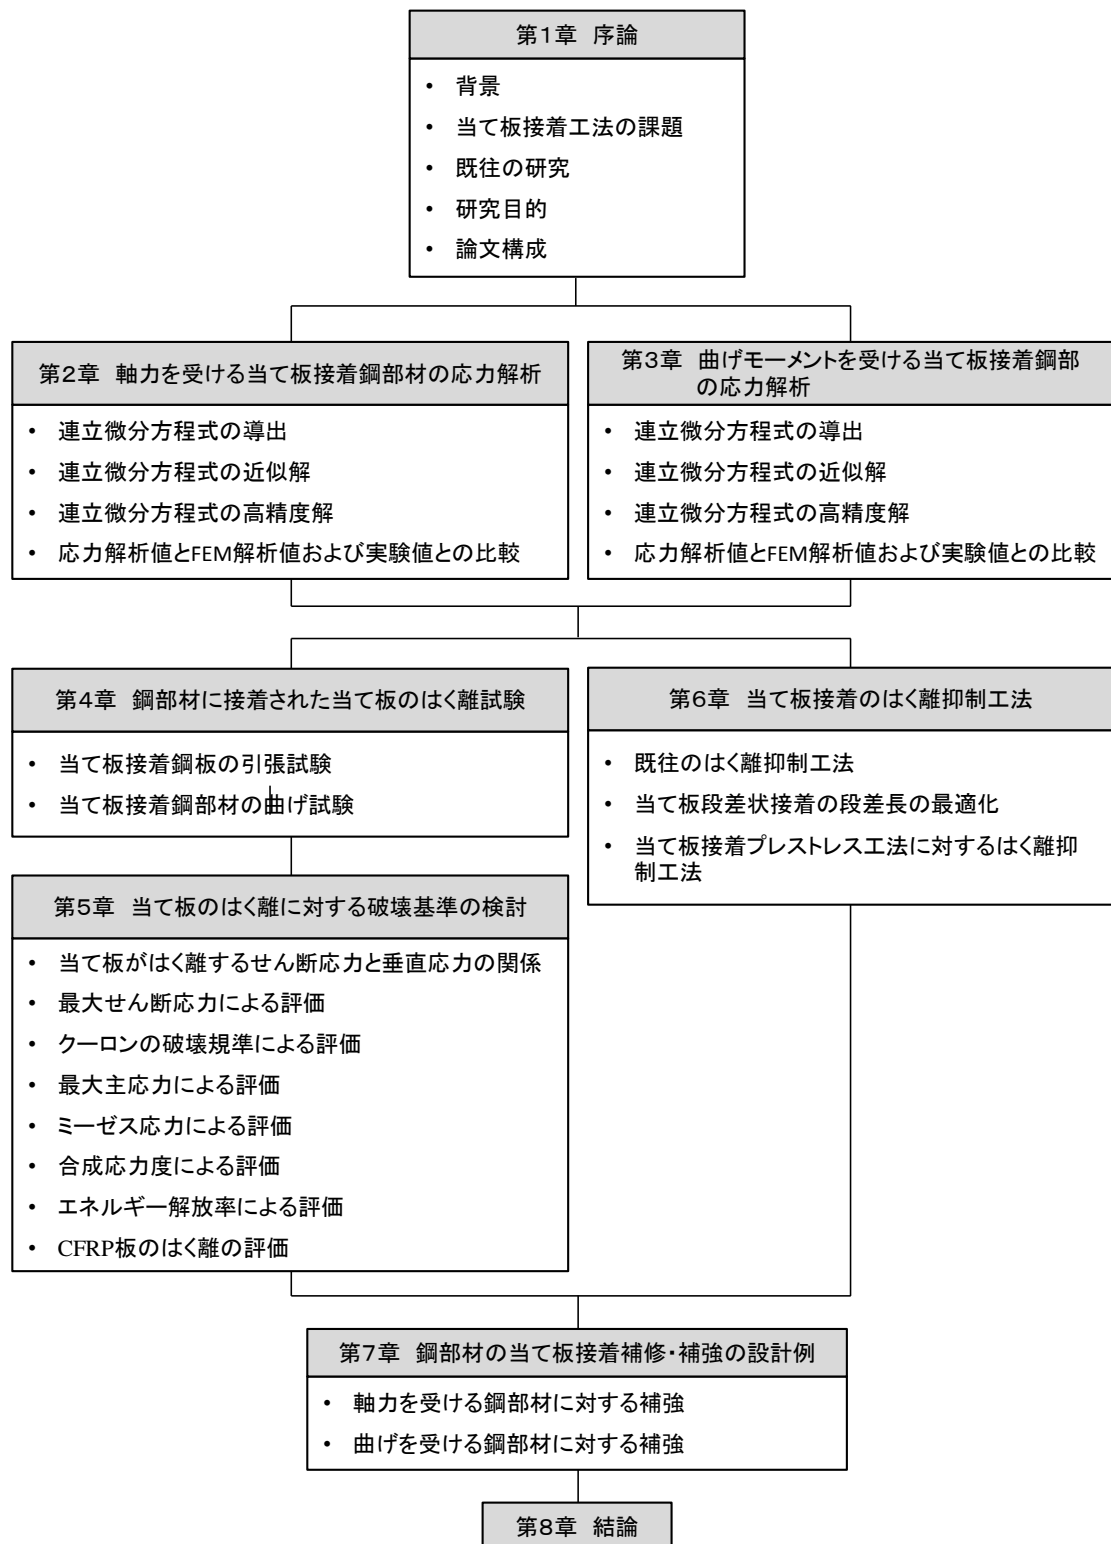 第1章 序論
• 背景
• 当て板接着工法の課題
• 既往の研究
• 研究目的
• 論文構成
第2章 軸力を受ける当て板接着鋼部材の応力解析
• 連立微分方程式の導出
• 連立微分方程式の近似解
• 連立微分方程式の高精度解
• 応力解析値とFEM解析値および実験値との比較
第3章 曲げモーメントを受ける当て板接着鋼部
の応力解析
• 連立微分方程式の導出
• 連立微分方程式の近似解
• 連立微分方程式の高精度解
• 応力解析値とFEM解析値および実験値との比較
第4章 鋼部材に接着された当て板のはく離試験
• 当て板接着鋼板の引張試験
• 当て板接着鋼部材の曲げ試験
第5章 当て板のはく離に対する破壊基準の検討
• 当て板がはく離するせん断応力と垂直応力の関係
• 最大せん断応力による評価
• クーロンの破壊規準による評価
• 最大主応力による評価
• ミーゼス応力による評価
• 合成応力度による評価
• エネルギー解放率による評価
• CFRP板のはく離の評価
第6章 当て板接着のはく離抑制工法
• 既往のはく離抑制工法
• 当て板段差状接着の段差長の最適化
• 当て板接着プレストレス工法に対するはく離抑
制工法
第7章 鋼部材の当て板接着補修・補強の設計例
• 軸力を受ける鋼部材に対する補強
• 曲げを受ける鋼部材に対する補強
第8章 結論